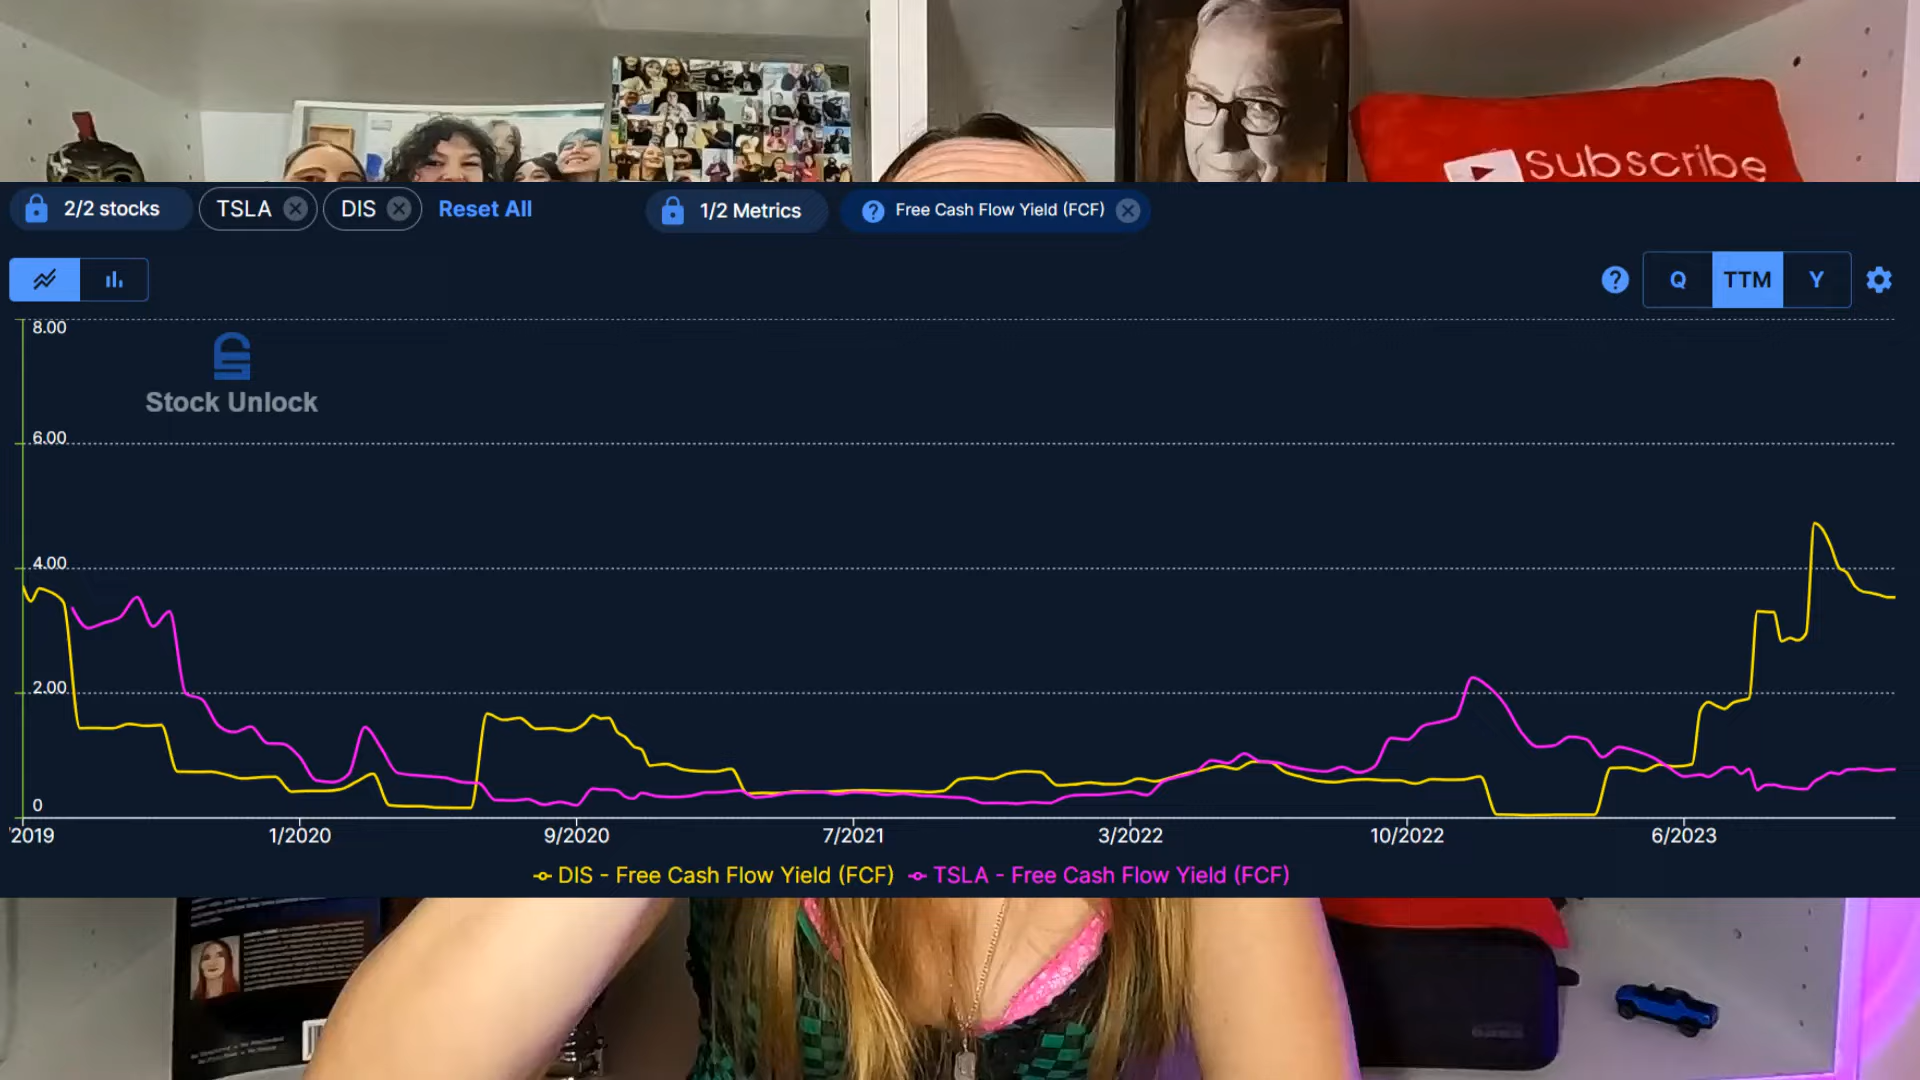 Subscribe
2/2 stocks TSLA DIS Reset All 1/2 Metrics ? Free Cash Flow Yield (FCF)
? Q TTM Y
8.00
Stock Unlock
6.00
4.00
2.00
0
'2019 1/2020 9/2020 7/2021 3/2022 10/2022 6/2023
DIS - Free Cash Flow Yield (FCF) TSLA - Free Cash Flow Yield (FCF)